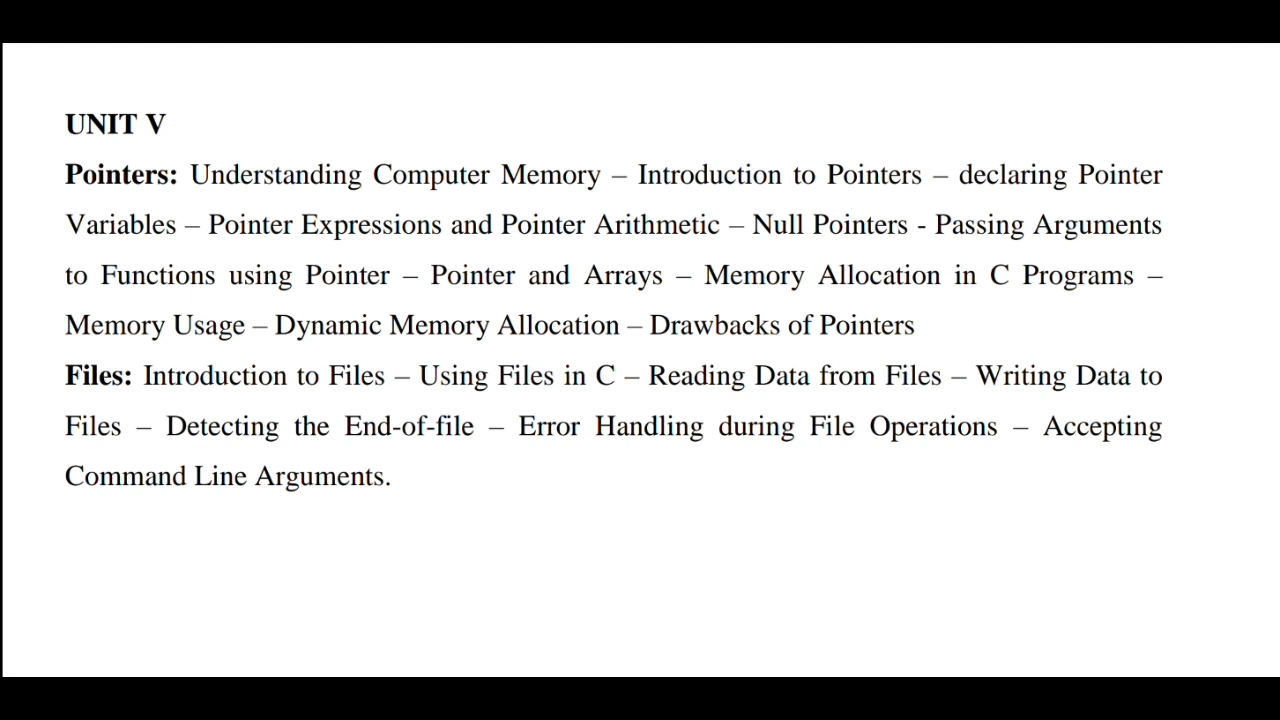 UNIT V
Pointers: Understanding Computer Memory – Introduction to Pointers – declaring Pointer
Variables – Pointer Expressions and Pointer Arithmetic – Null Pointers - Passing Arguments
to Functions using Pointer – Pointer and Arrays – Memory Allocation in C Programs –
Memory Usage – Dynamic Memory Allocation – Drawbacks of Pointers
Files: Introduction to Files – Using Files in C – Reading Data from Files – Writing Data to
Files – Detecting the End-of-file – Error Handling during File Operations – Accepting
Command Line Arguments.